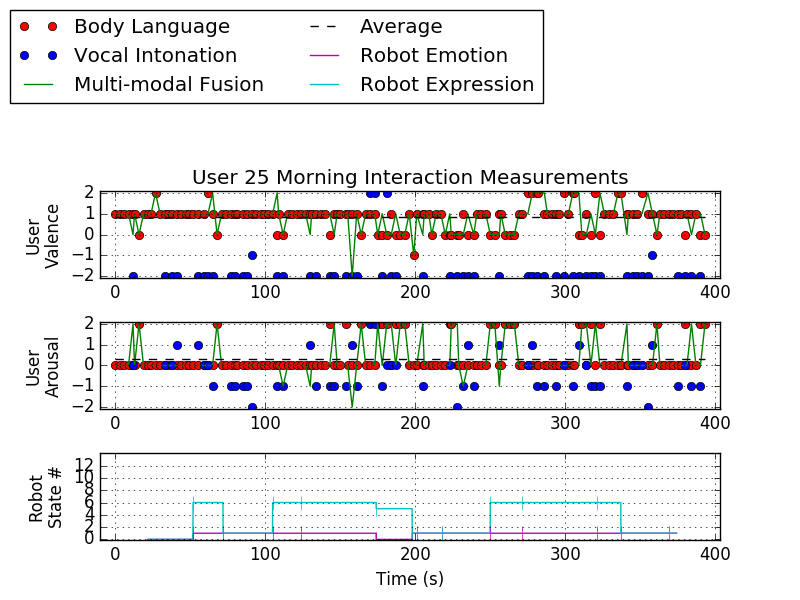 Body Language
Vocal Intonation
Multi-modal Fusion
Average
Robot Emotion
Robot Expression
User 25 Morning Interaction Measurements
User
Valence
2
1
0
−1
−2
0 100 200 300 400
User
Arousal
2
1
0
−1
−2
0 100 200 300 400
Robot
State #
12
10
8
6
4
2
0
0 100 200 300 400
Time (s)